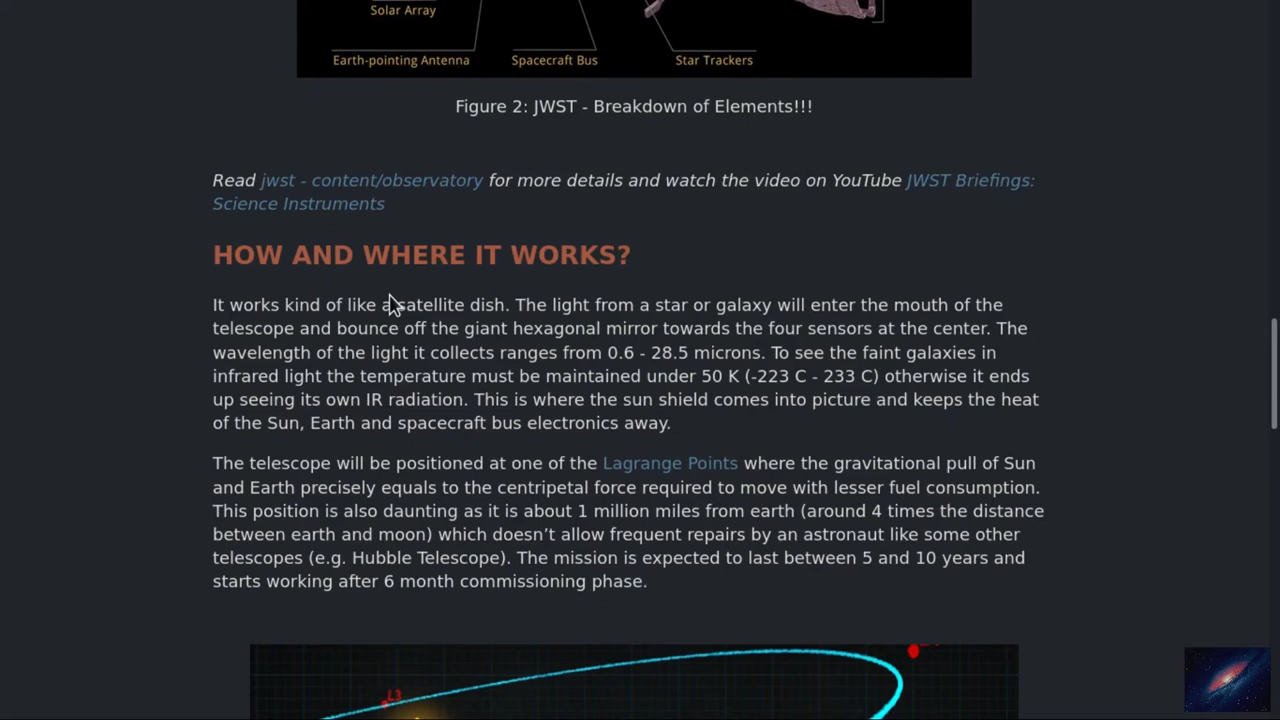 Solar Array
Earth-pointing Antenna
Spacecraft Bus
Star Trackers
Figure 2: JWST - Breakdown of Elements!!!
Read jwst - content/observatory for more details and watch the video on YouTube JWST Briefings:
Science Instruments
HOW AND WHERE IT WORKS?
It works kind of like a satellite dish. The light from a star or galaxy will enter the mouth of the
telescope and bounce off the giant hexagonal mirror towards the four sensors at the center. The
wavelength of the light it collects ranges from 0.6 - 28.5 microns. To see the faint galaxies in
infrared light the temperature must be maintained under 50 K (-223 C - 233 C) otherwise it ends
up seeing its own IR radiation. This is where the sun shield comes into picture and keeps the heat
of the Sun, Earth and spacecraft bus electronics away.
The telescope will be positioned at one of the Lagrange Points where the gravitational pull of Sun
and Earth precisely equals to the centripetal force required to move with lesser fuel consumption.
This position is also daunting as it is about 1 million miles from earth (around 4 times the distance
between earth and moon) which doesn’t allow frequent repairs by an astronaut like some other
telescopes (e.g. Hubble Telescope). The mission is expected to last between 5 and 10 years and
starts working after 6 month commissioning phase.
L3